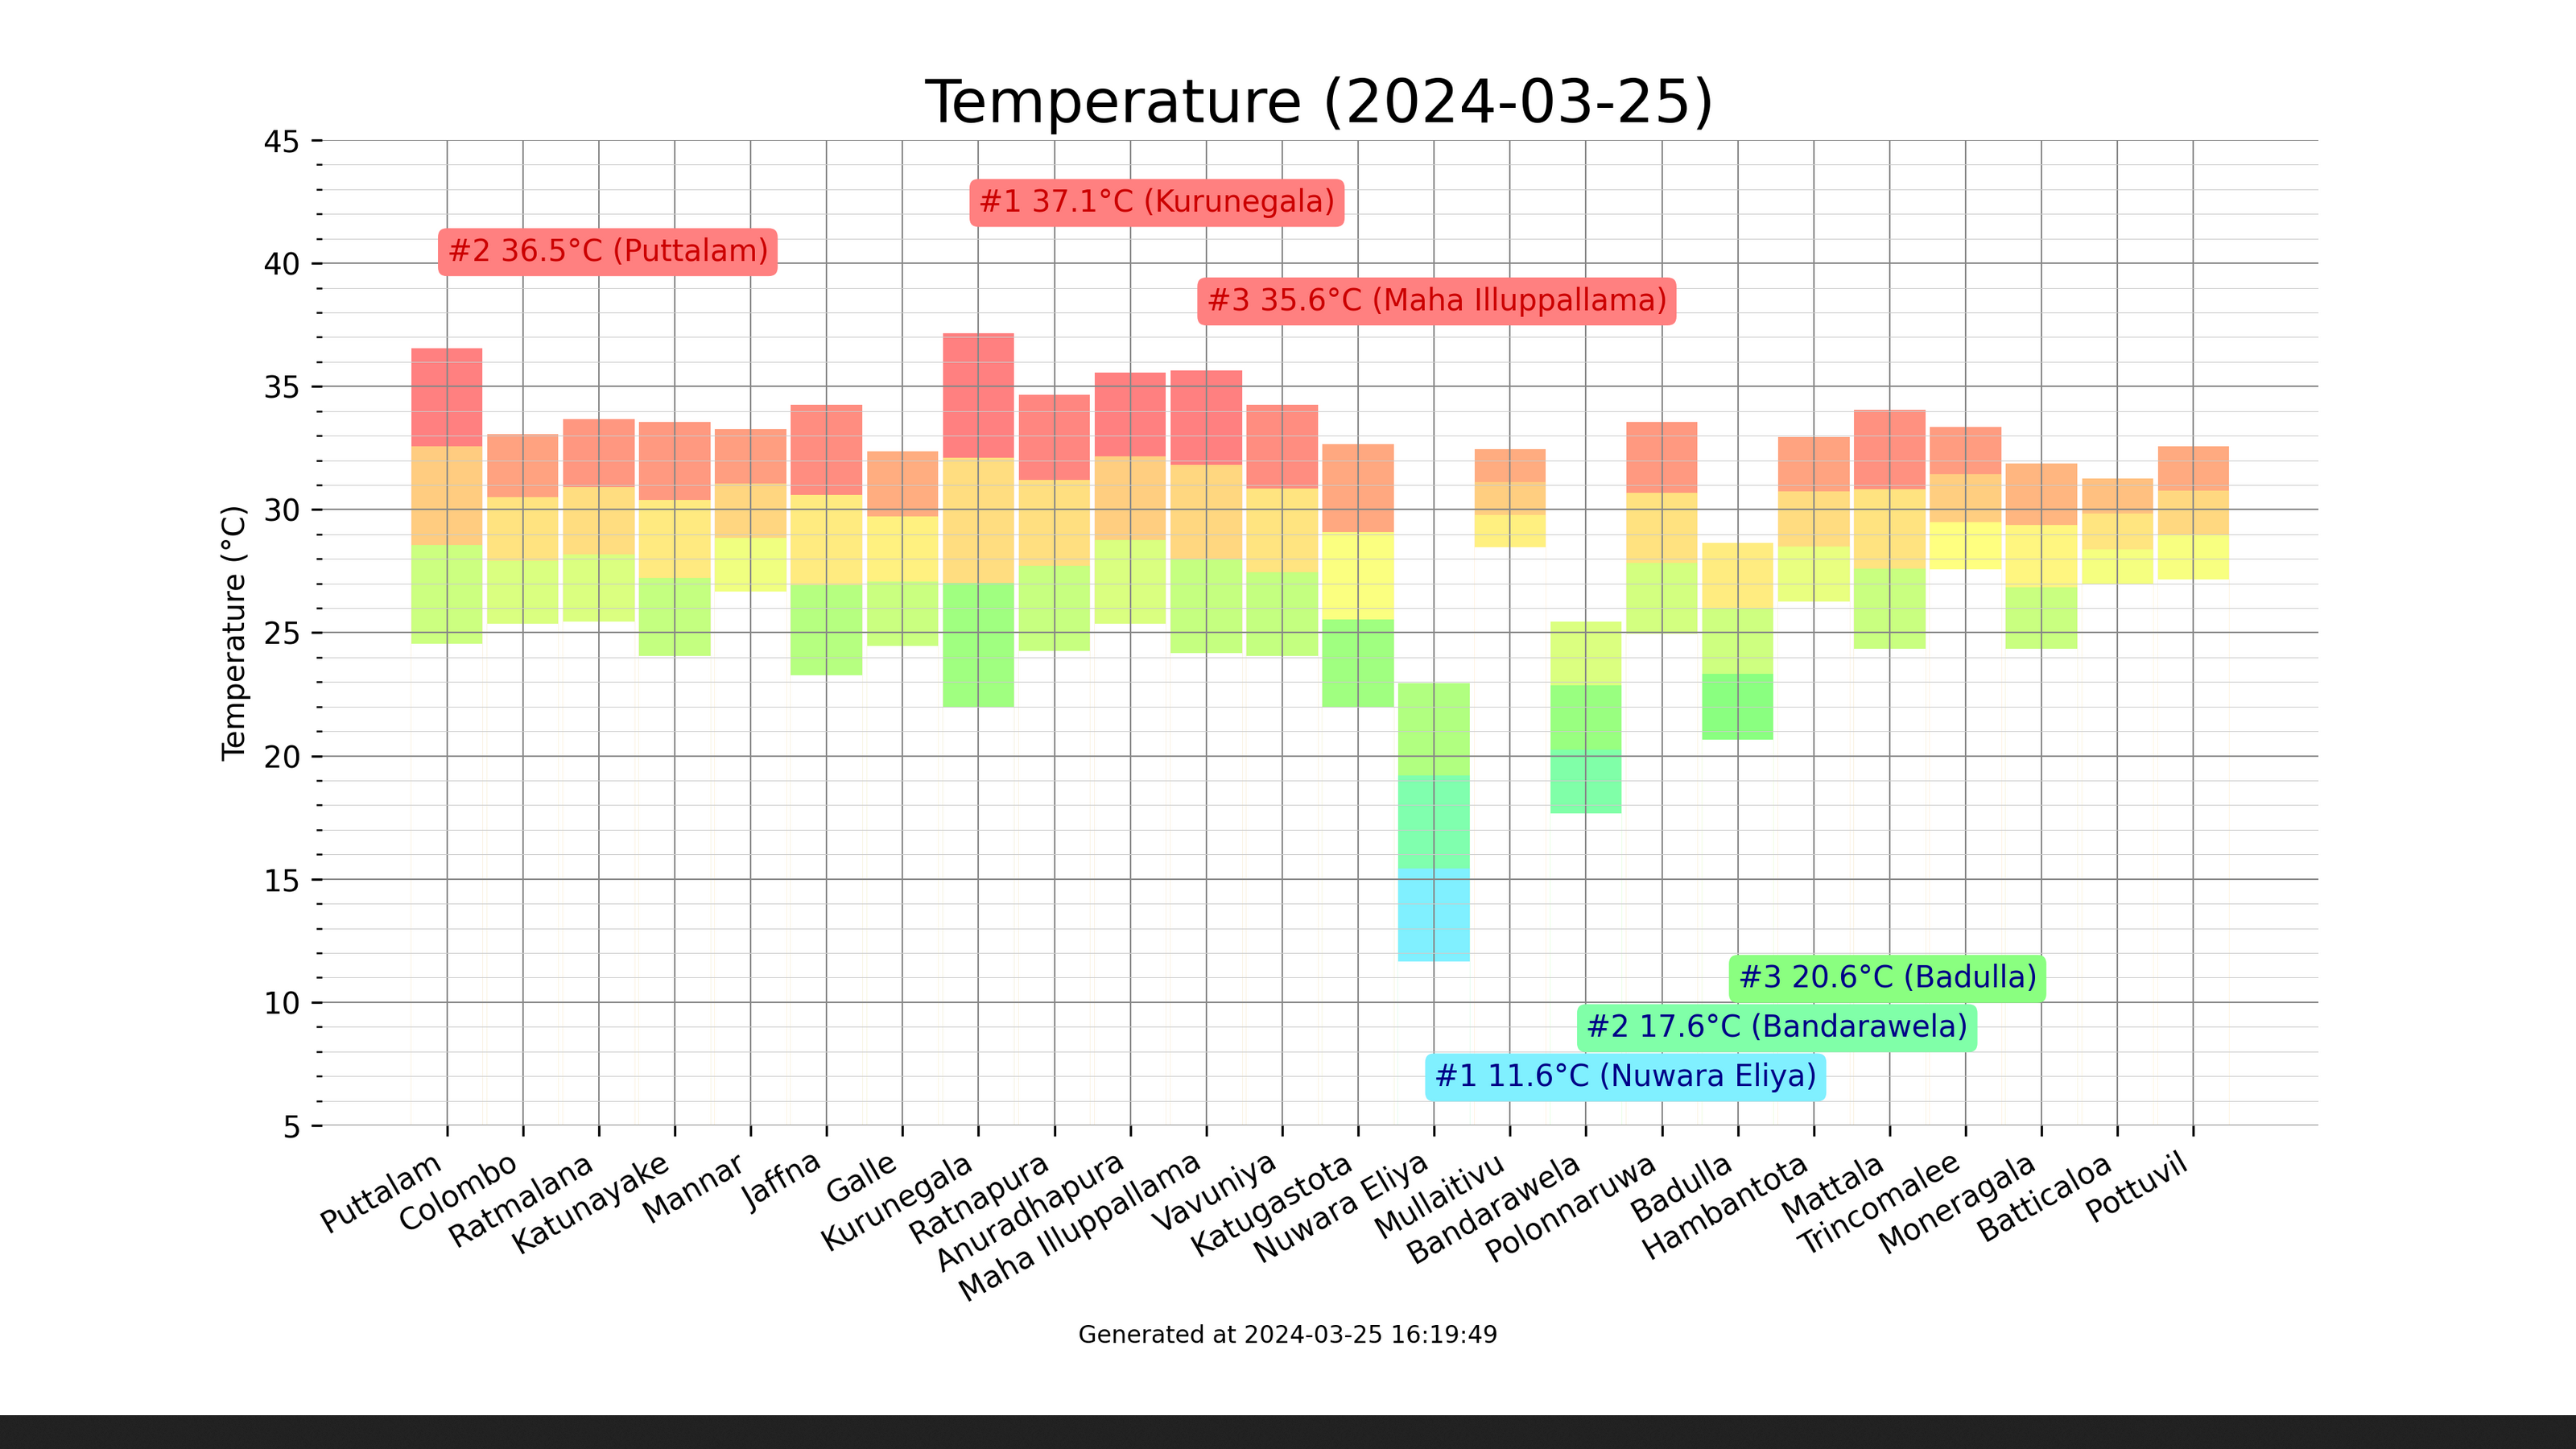 Temperature (2024-03-25)
45
#1 37.1°C (Kurunegala)
#2 36.5°C (Puttalam)
40
#3 35.6°C (Maha Illuppallama)
35
30
25
20
15
10
5
Temperature (°C)
#3 20.6°C (Badulla)
#2 17.6°C (Bandarawela)
#1 11.6°C (Nuwara Eliya)
Puttalam
Colombo
Ratmalana
Katunayake
Mannar
Jaffna
Galle
Kurunegala
Ratnapura
Anuradhapura
Maha Illuppallama
Vavuniya
Katugastota
Nuwara Eliya
Mullaitivu
Bandarawela
Polonnaruwa
Badulla
Hambantota
Mattala
Trincomalee
Moneragala
Batticaloa
Pottuvil
Generated at 2024-03-25 16:19:49